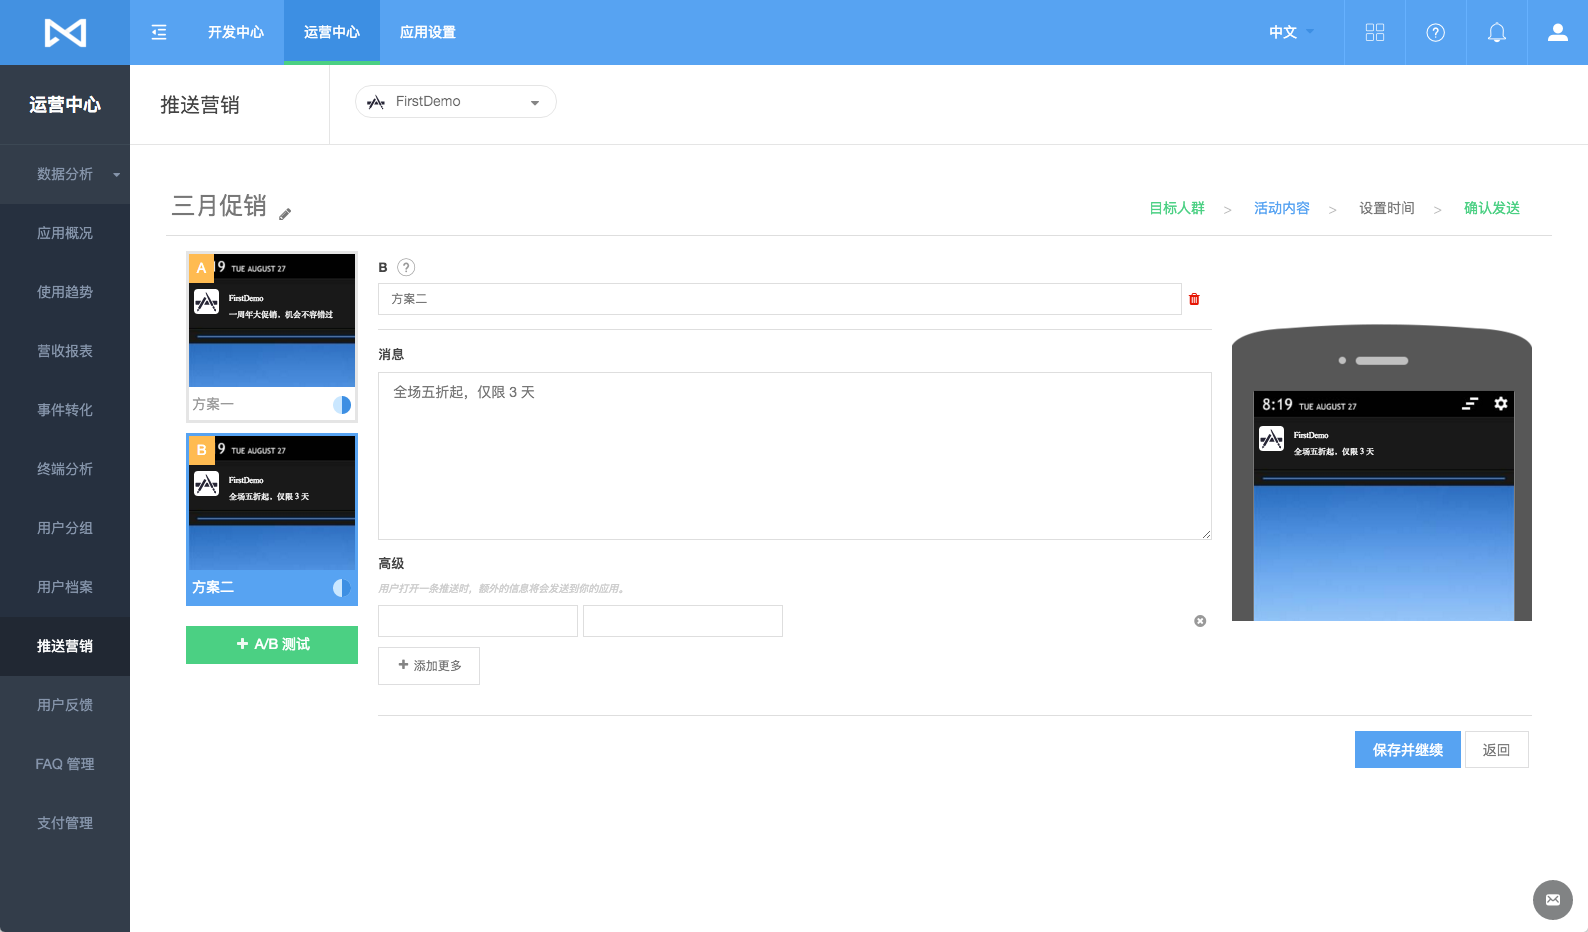 开发中心
运营中心
应用设置
中文
运营中心
推送营销
FirstDemo
数据分析
应用概况
使用趋势
营收报表
事件转化
终端分析
用户分组
用户档案
推送营销
用户反馈
FAQ 管理
支付管理
三月促销
目标人群 > 活动内容 > 设置时间 > 确认发送
A
19 TUE AUGUST 27
FirstDemo
一周年大促销，机会不容错过
方案一
B
9 TUE AUGUST 27
FirstDemo
全场五折起，仅限 3 天
方案二
+ A/B 测试
B ?
方案二
消息
全场五折起，仅限 3 天
高级
用户打开一条推送时，额外的信息将会发送到你的应用。
+ 添加更多
8:19 TUE AUGUST 27
FirstDemo
全场五折起，仅限 3 天
保存并继续
返回